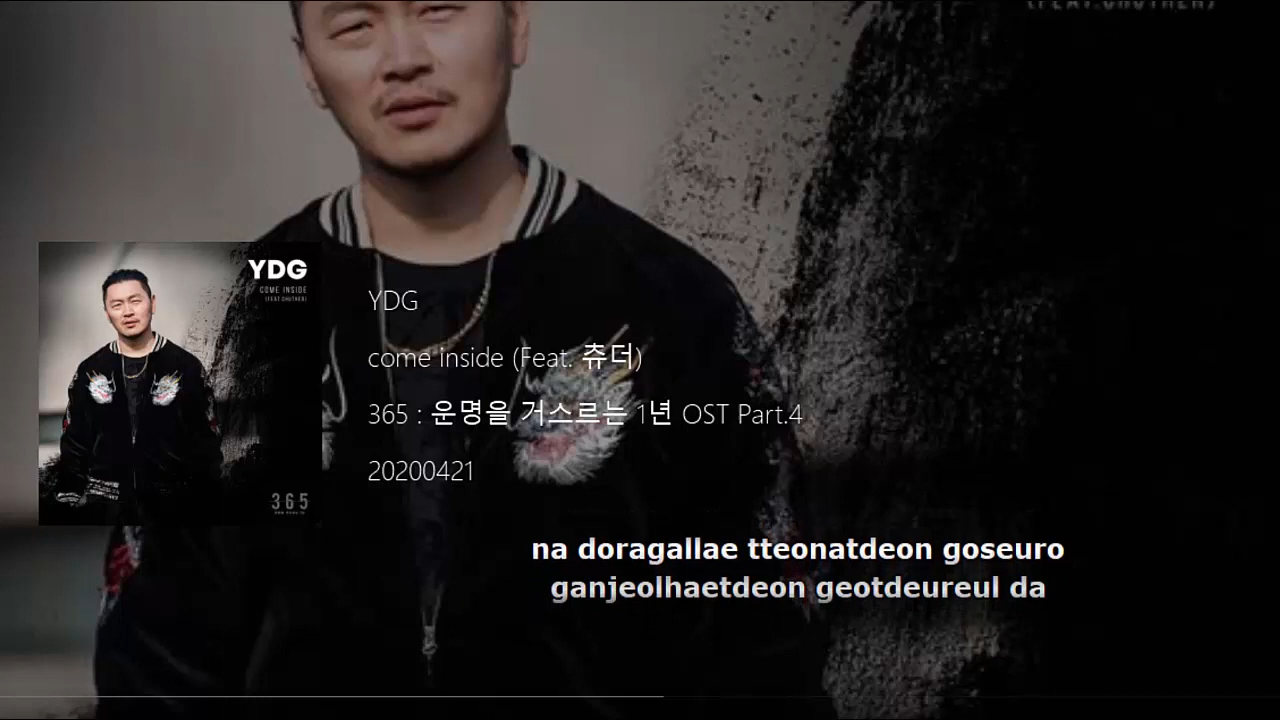 YDG
COME INSIDE
(FEAT.CHUTHER)
YDG
come inside (Feat. 츄더)
365 : 운명을 거스르는 1년 OST Part.4
20200421
365
na doragallae tteonatdeon goseuro
ganjeolhaetdeon geotdeureul da